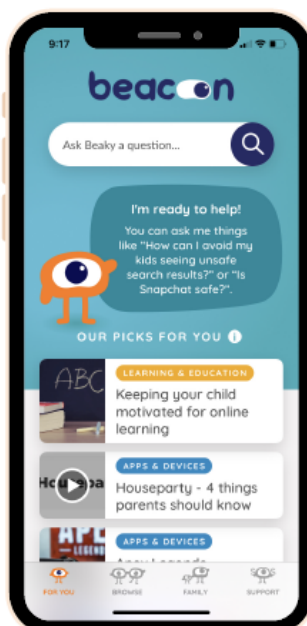 9:17
beacon
Ask Beaky a question...
I'm ready to help!
You can ask me things
like "How can I avoid my
kids seeing unsafe
search results?" or "Is
Snapchat safe?".
OUR PICKS FOR YOU i
ABC
LEARNING & EDUCATION
Keeping your child
motivated for online
learning
APPS & DEVICES
Houseparty - 4 things
parents should know
APPS & DEVICES
FOR YOU
BROWSE
FAMILY
SUPPORT